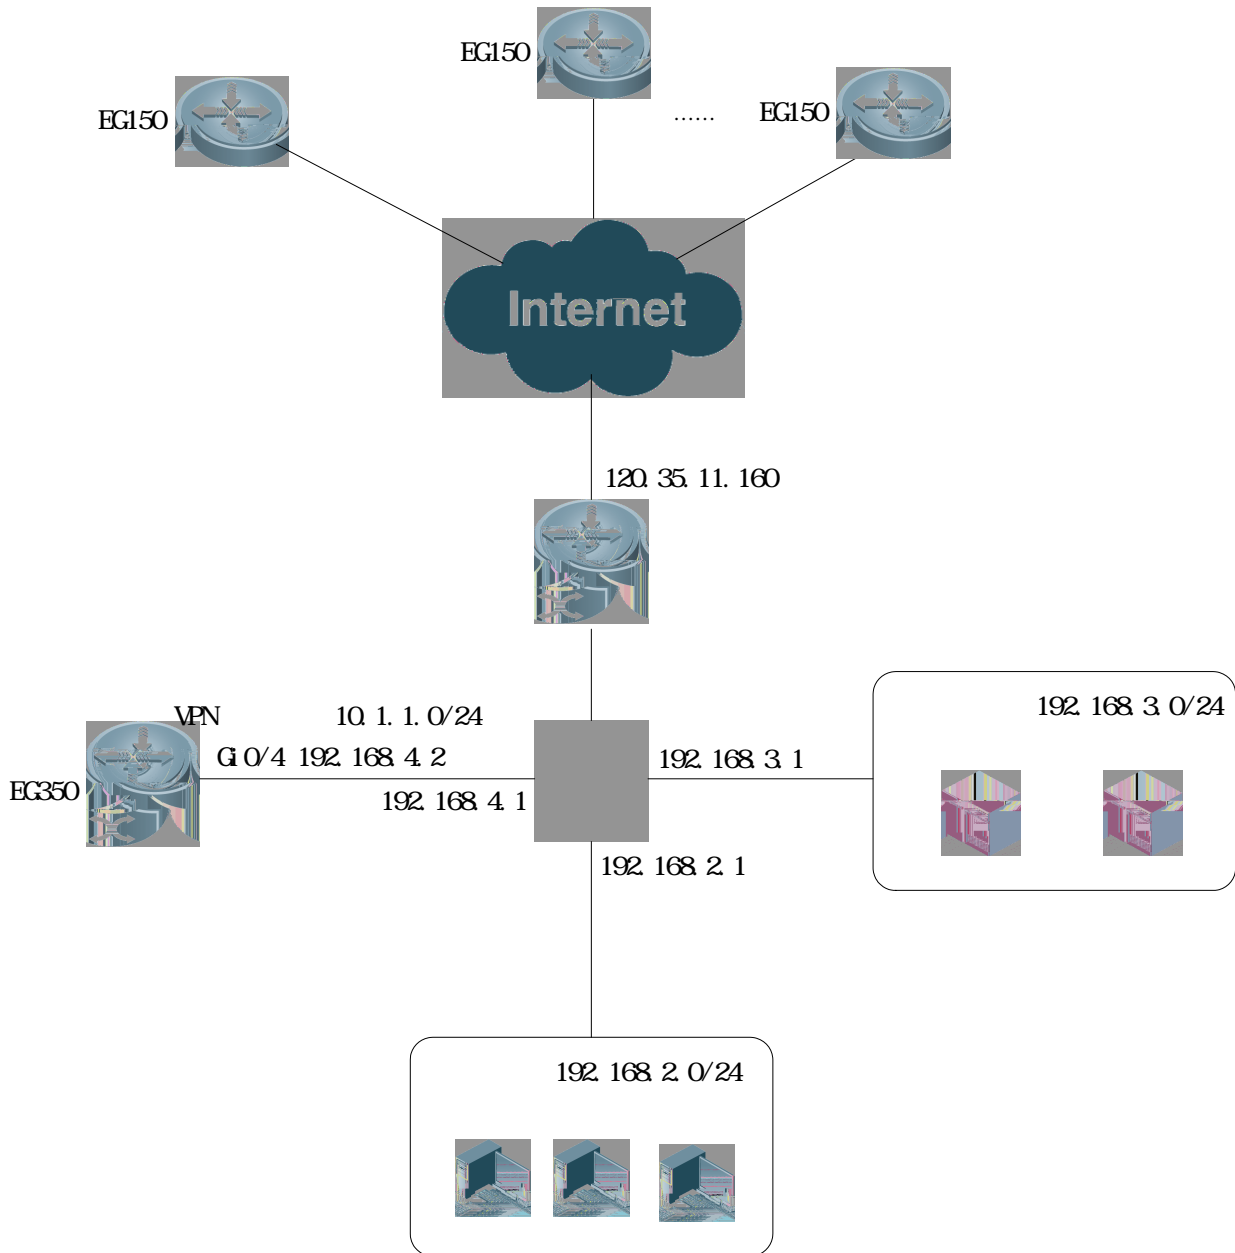 EG150
EG150
...... EG150
Internet
120.35.11.160
VPN 10.1.1.0/24
192.168.3.0/24
Gi0/4 192.168.4.2
192.168.3.1
EG350
192.168.4.1
192.168.2.1
192.168.2.0/24